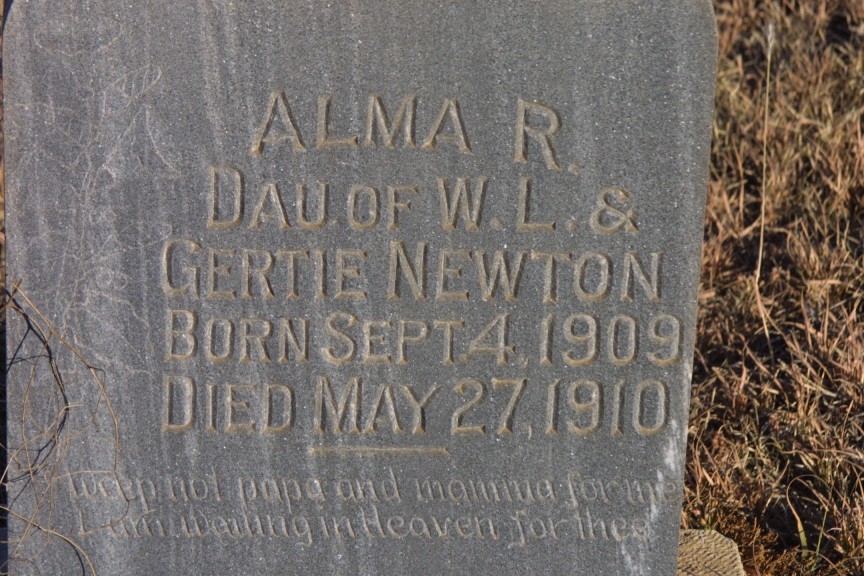 ALMA R.
DAU. OF W. L. &
GERTIE NEWTON
BORN SEPT. 4, 1909
DIED MAY 27, 1910
Weep not papa and mamma for me
I am waiting in Heaven for thee